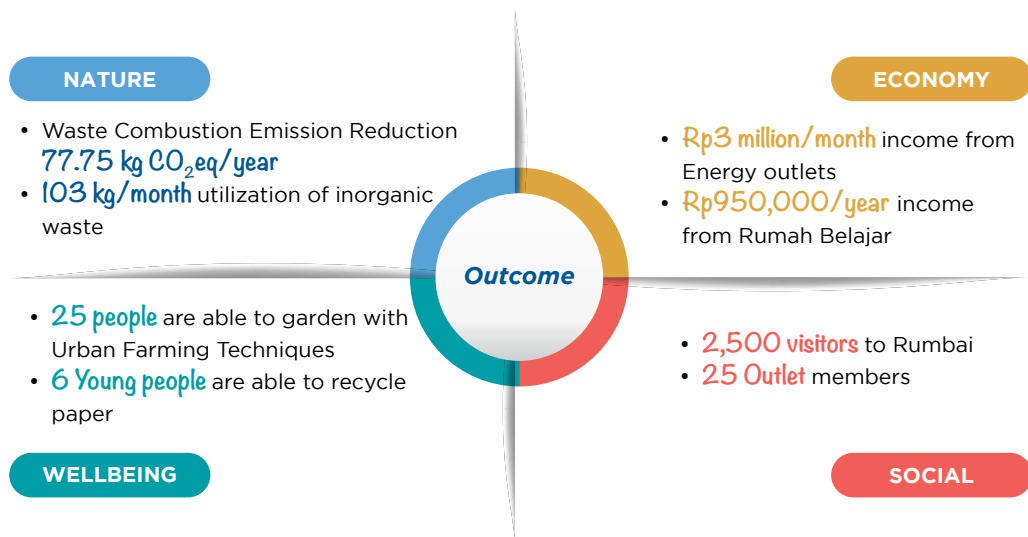 NATURE
• Waste Combustion Emission Reduction
77.75 kg CO₂eq/year
• 103 kg/month utilization of inorganic
waste
ECONOMY
• Rp3 million/month income from
Energy outlets
• Rp950,000/year income
from Rumah Belajar
Outcome
• 25 people are able to garden with
Urban Farming Techniques
• 6 Young people are able to recycle
paper
WELLBEING
• 2,500 visitors to Rumbai
• 25 Outlet members
SOCIAL